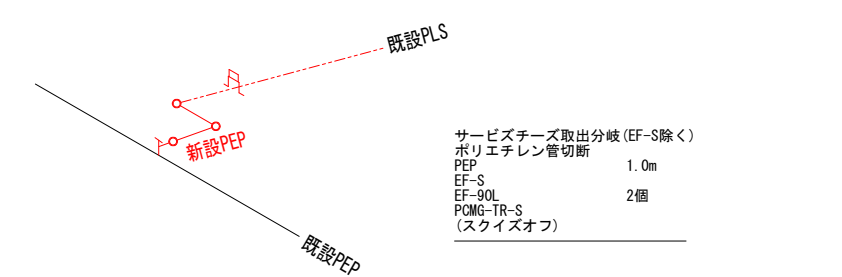 既設PLS
新設PEP
既設PEP
サービズチーズ取出分岐(EF-S除く)
ポリエチレン管切断
PEP 1.0m
EF-S
EF-90L 2個
PCMG-TR-S
(スクイズオフ)